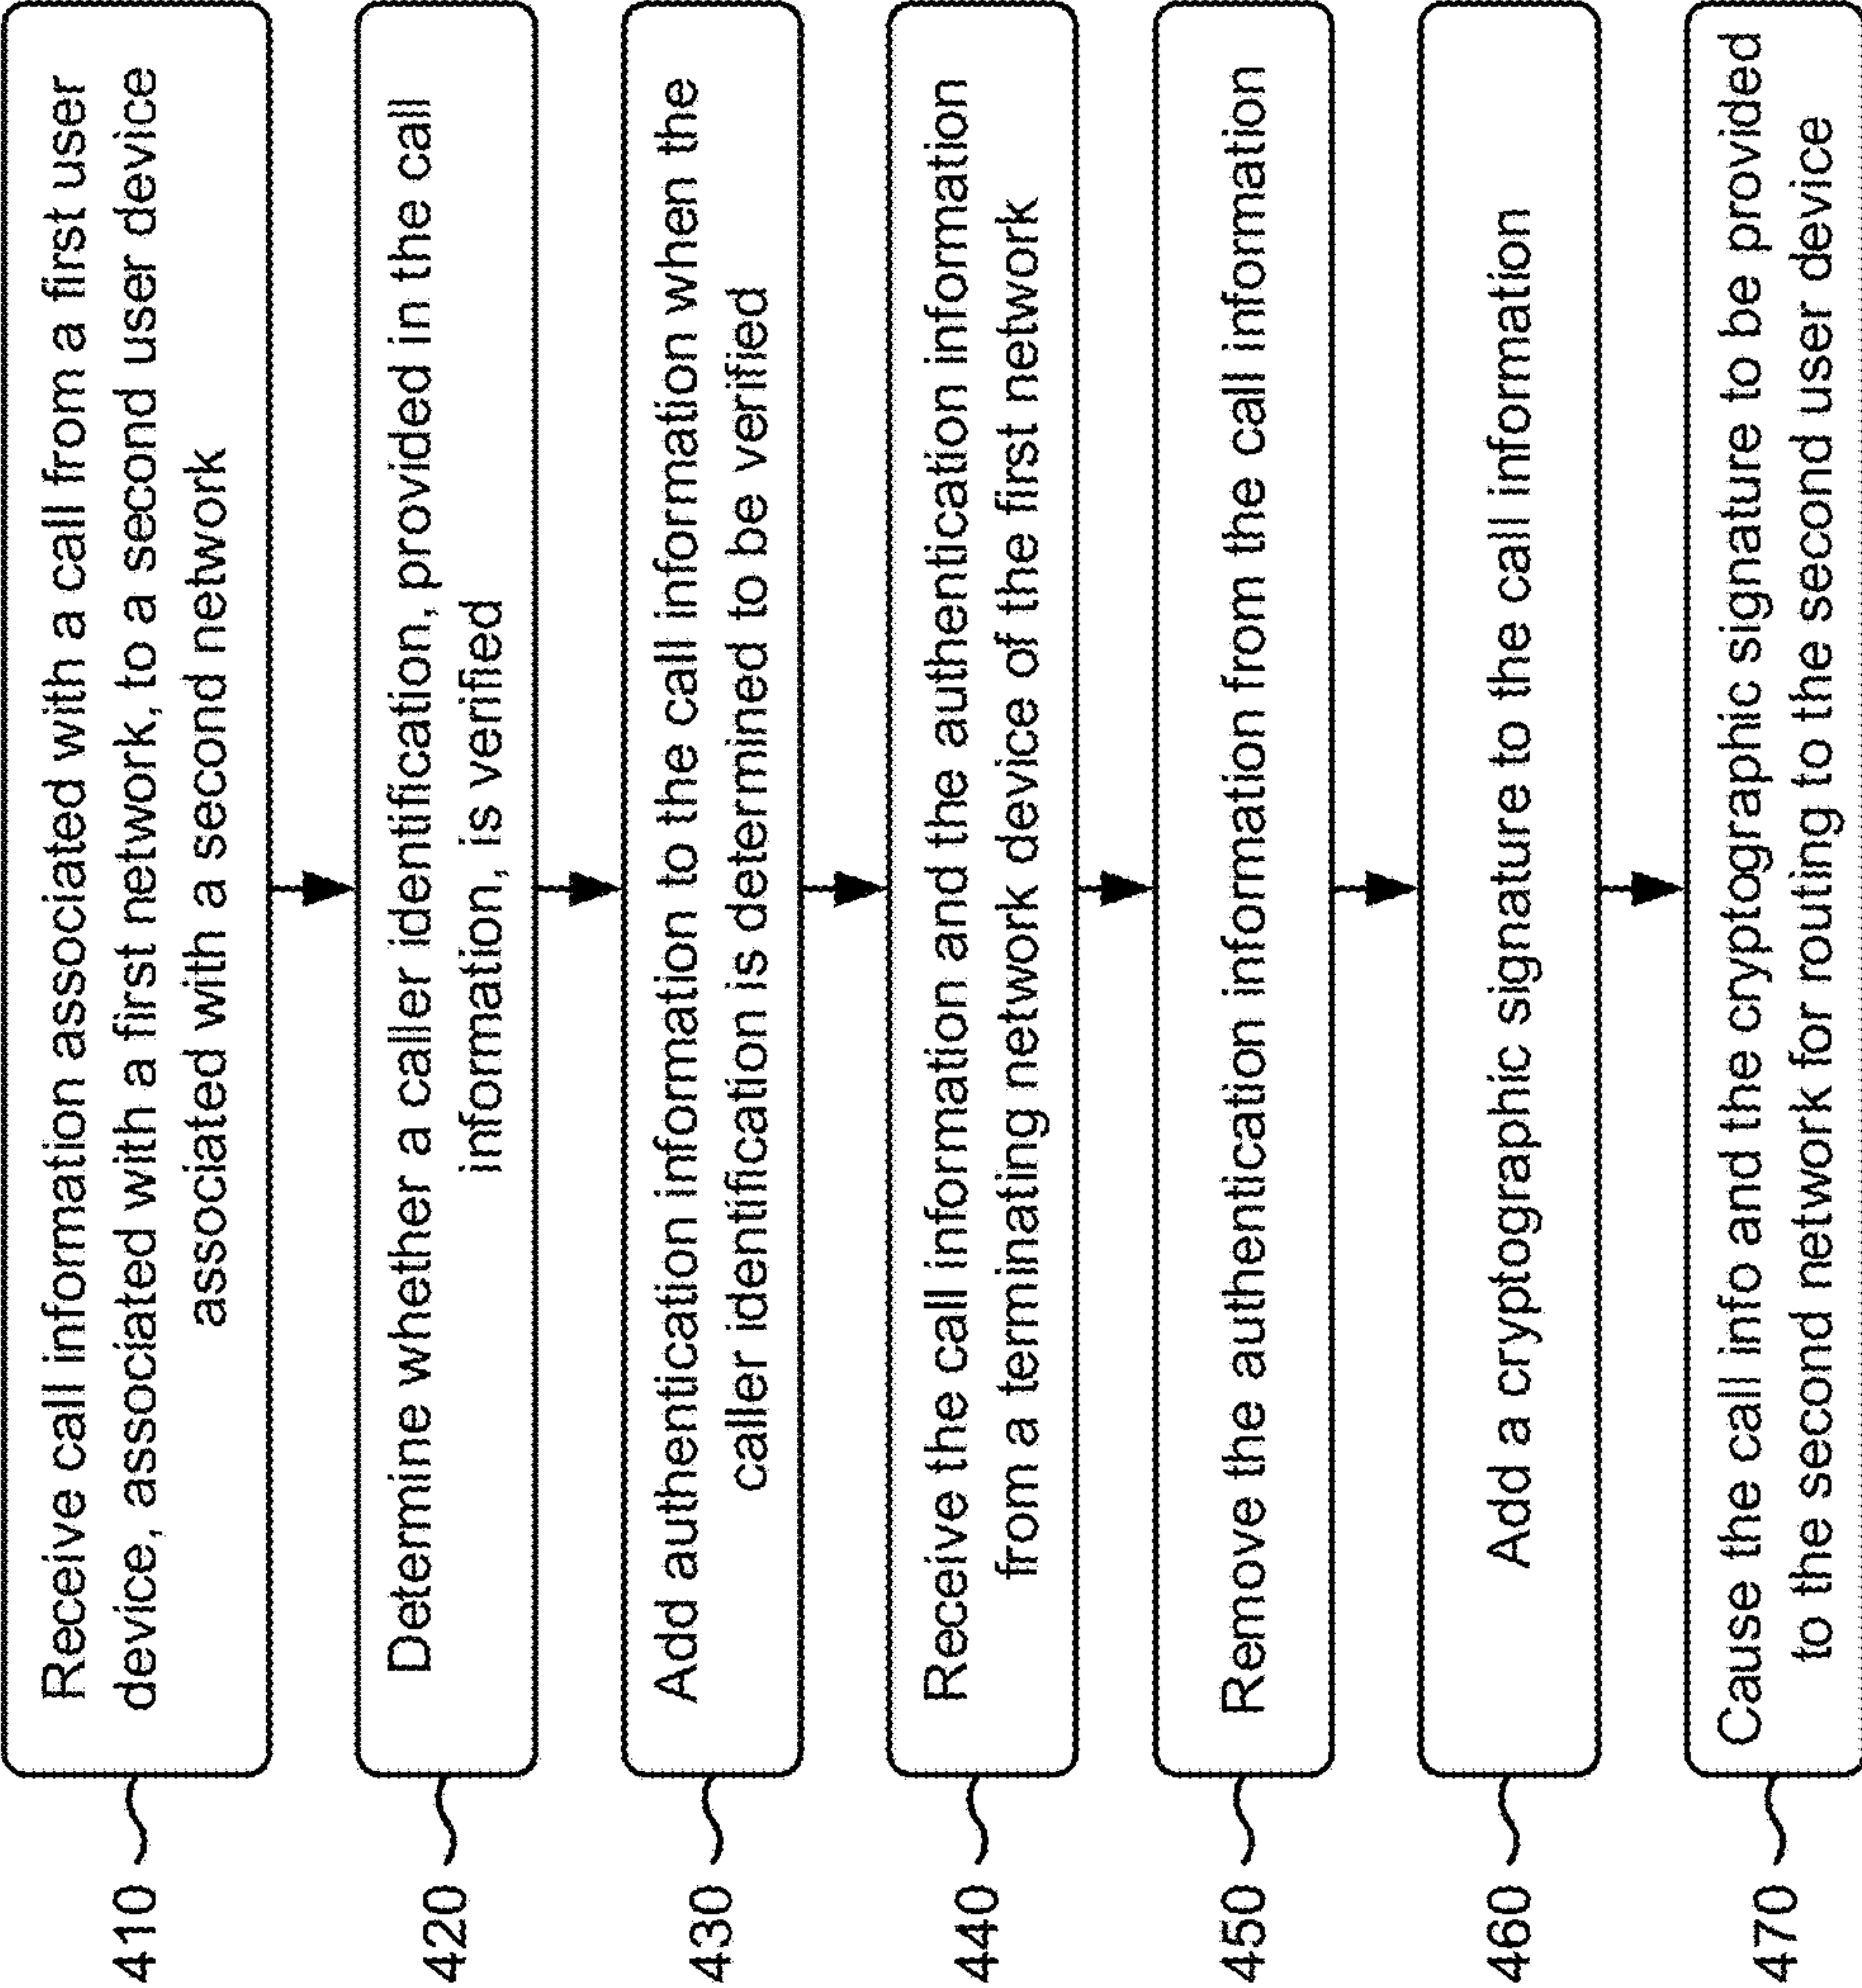 410
Receive call information associated with a call from a first user
device, associated with a first network, to a second user device
associated with a second network
420
Determine whether a caller identification, provided in the call
information, is verified
430
Add authentication information to the call information when the
caller identification is determined to be verified
440
Receive the call information and the authentication information
from a terminating network device of the first network
450
Remove the authentication information from the call information
460
Add a cryptographic signature to the call information
470
Cause the call info and the cryptographic signature to be provided
to the second network for routing to the second user device